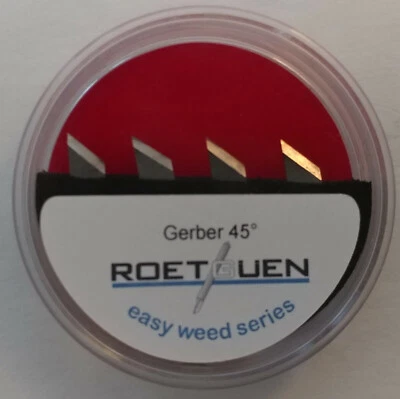 Gerber 45°
ROETGUEN
easy weed series